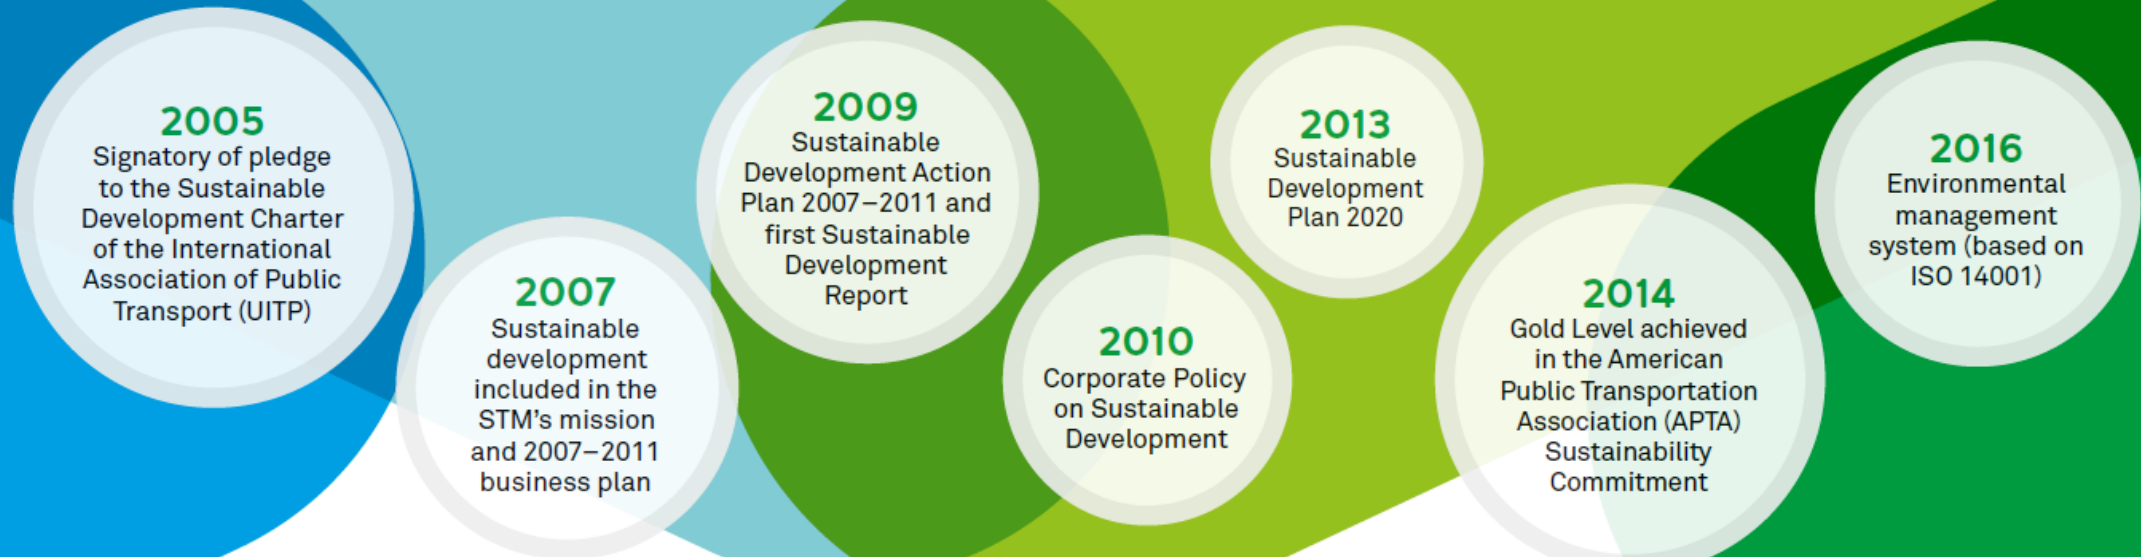 2005
Signatory of pledge
to the Sustainable
Development Charter
of the International
Association of Public
Transport (UITP)
2007
Sustainable
development
included in the
STM's mission
and 2007–2011
business plan
2009
Sustainable
Development Action
Plan 2007–2011 and
first Sustainable
Development
Report
2010
Corporate Policy
on Sustainable
Development
2013
Sustainable
Development
Plan 2020
2014
Gold Level achieved
in the American
Public Transportation
Association (APTA)
Sustainability
Commitment
2016
Environmental
management
system (based on
ISO 14001)